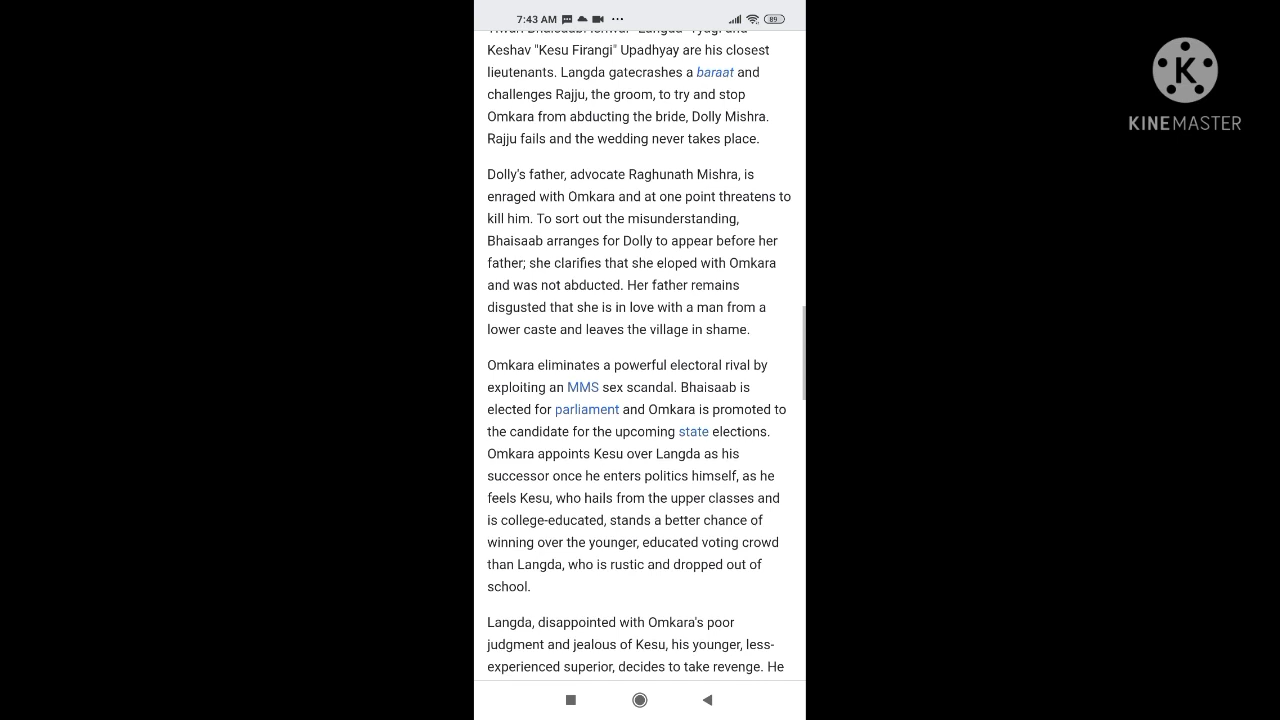 7:43 AM
89
Keshav "Kesu Firangi" Upadhyay are his closest
lieutenants. Langda gatecrashes a baraat and
challenges Rajju, the groom, to try and stop
Omkara from abducting the bride, Dolly Mishra.
Rajju fails and the wedding never takes place.
Dolly's father, advocate Raghunath Mishra, is
enraged with Omkara and at one point threatens to
kill him. To sort out the misunderstanding,
Bhaisaab arranges for Dolly to appear before her
father; she clarifies that she eloped with Omkara
and was not abducted. Her father remains
disgusted that she is in love with a man from a
lower caste and leaves the village in shame.
Omkara eliminates a powerful electoral rival by
exploiting an MMS sex scandal. Bhaisaab is
elected for parliament and Omkara is promoted to
the candidate for the upcoming state elections.
Omkara appoints Kesu over Langda as his
successor once he enters politics himself, as he
feels Kesu, who hails from the upper classes and
is college-educated, stands a better chance of
winning over the younger, educated voting crowd
than Langda, who is rustic and dropped out of
school.
Langda, disappointed with Omkara's poor
judgment and jealous of Kesu, his younger, less-
experienced superior, decides to take revenge. He
K
KINEMASTER